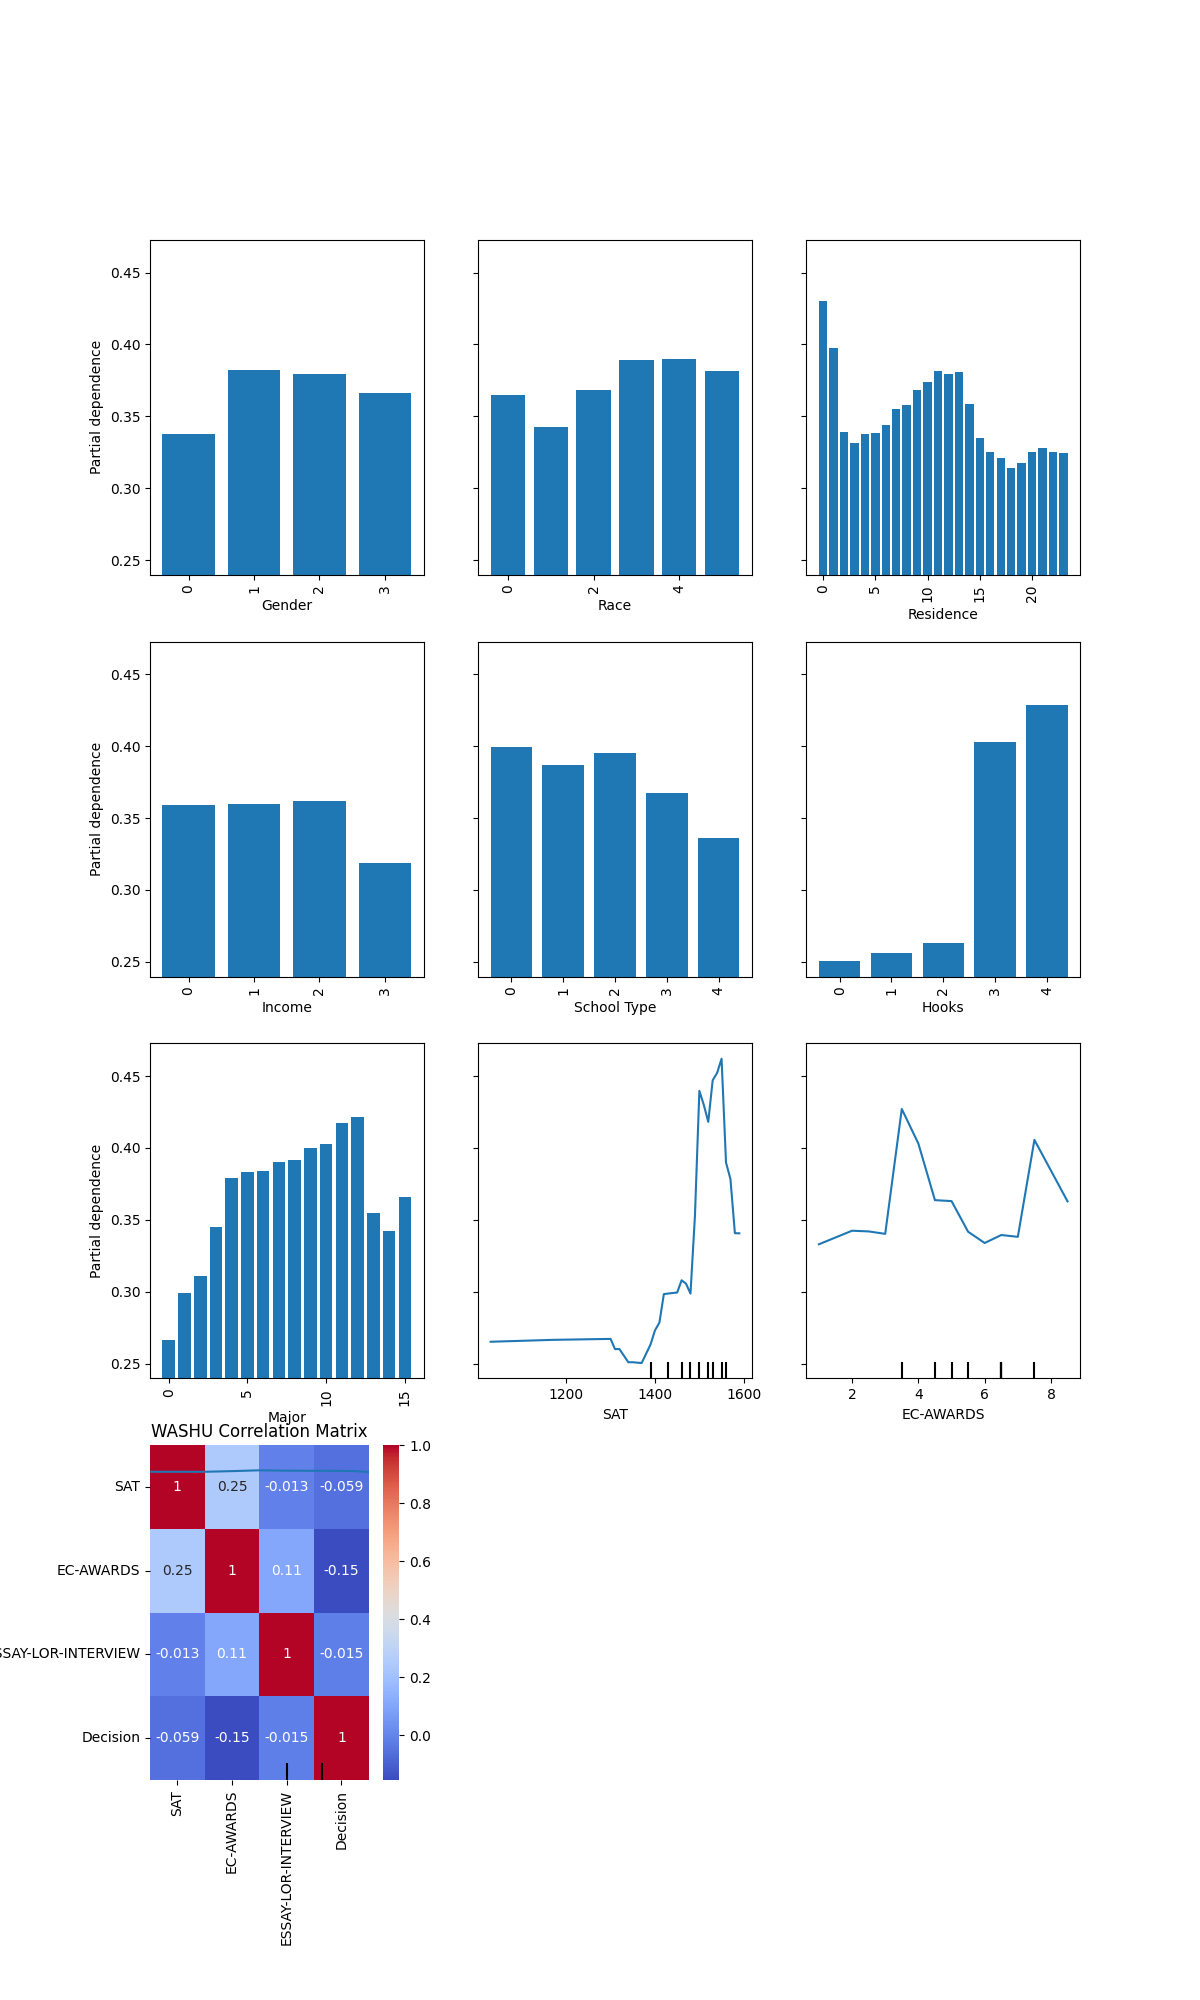 0.45
0.40
0.35
0.30
0.25
Partial dependence
0 1 2 3
Gender
0 2 4
Race
0 5 10 15 20
Residence
0.45
0.40
0.35
0.30
0.25
Partial dependence
0 1 2 3
Income
0 1 2 3 4
School Type
0 1 2 3 4
Hooks
0.45
0.40
0.35
0.30
0.25
Partial dependence
0 5 10 15
Major
1200 1400 1600
SAT
2 4 6 8
EC-AWARDS
WASHU Correlation Matrix
SAT 1 0.25 -0.013 -0.059
EC-AWARDS 0.25 1 0.11 -0.15
SSAY-LOR-INTERVIEW -0.013 0.11 1 -0.015
Decision -0.059 -0.15 -0.015 1
SAT
EC-AWARDS
ESSAY-LOR-INTERVIEW
Decision
1.0
0.8
0.6
0.4
0.2
0.0